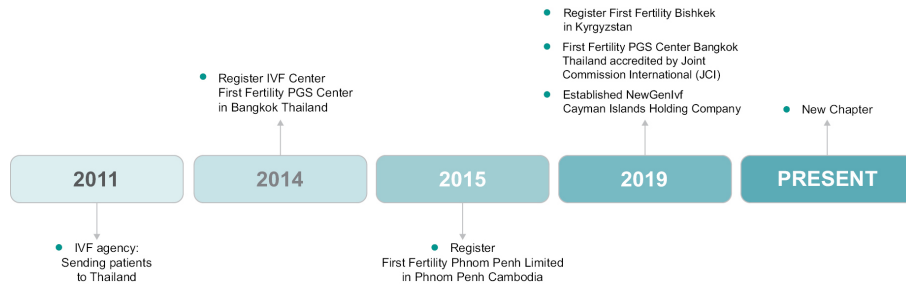 • Register First Fertility Bishkek
in Kyrgyzstan
• First Fertility PGS Center Bangkok
Thailand accredited by Joint
Commission International (JCI)
• Established NewGenIvf
Cayman Islands Holding Company
• Register IVF Center
First Fertility PGS Center
in Bangkok Thailand
• New Chapter
2011
2014
2015
2019
PRESENT
• IVF agency:
Sending patients
to Thailand
• Register
First Fertility Phnom Penh Limited
in Phnom Penh Cambodia